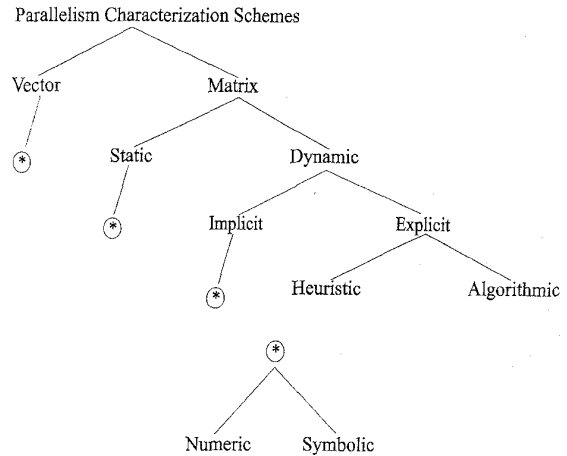 Parallelism Characterization Schemes
Vector Matrix
* Static Dynamic
* Implicit Explicit
* Heuristic Algorithmic
*
Numeric Symbolic